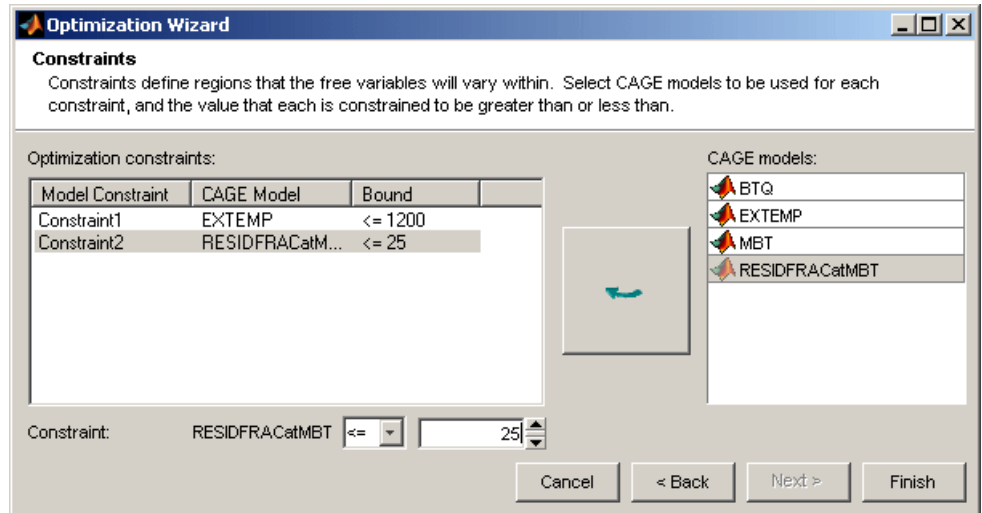 Optimization Wizard
Constraints
Constraints define regions that the free variables will vary within. Select CAGE models to be used for each
constraint, and the value that each is constrained to be greater than or less than.
Optimization constraints:
Model Constraint CAGE Model Bound
Constraint1 EXTEMP <= 1200
Constraint2 RESIDFRACatM... <= 25
CAGE models:
BTQ
EXTEMP
MBT
RESIDFRACatMBT
Constraint: RESIDFRACatMBT <= 25
Cancel < Back Next > Finish